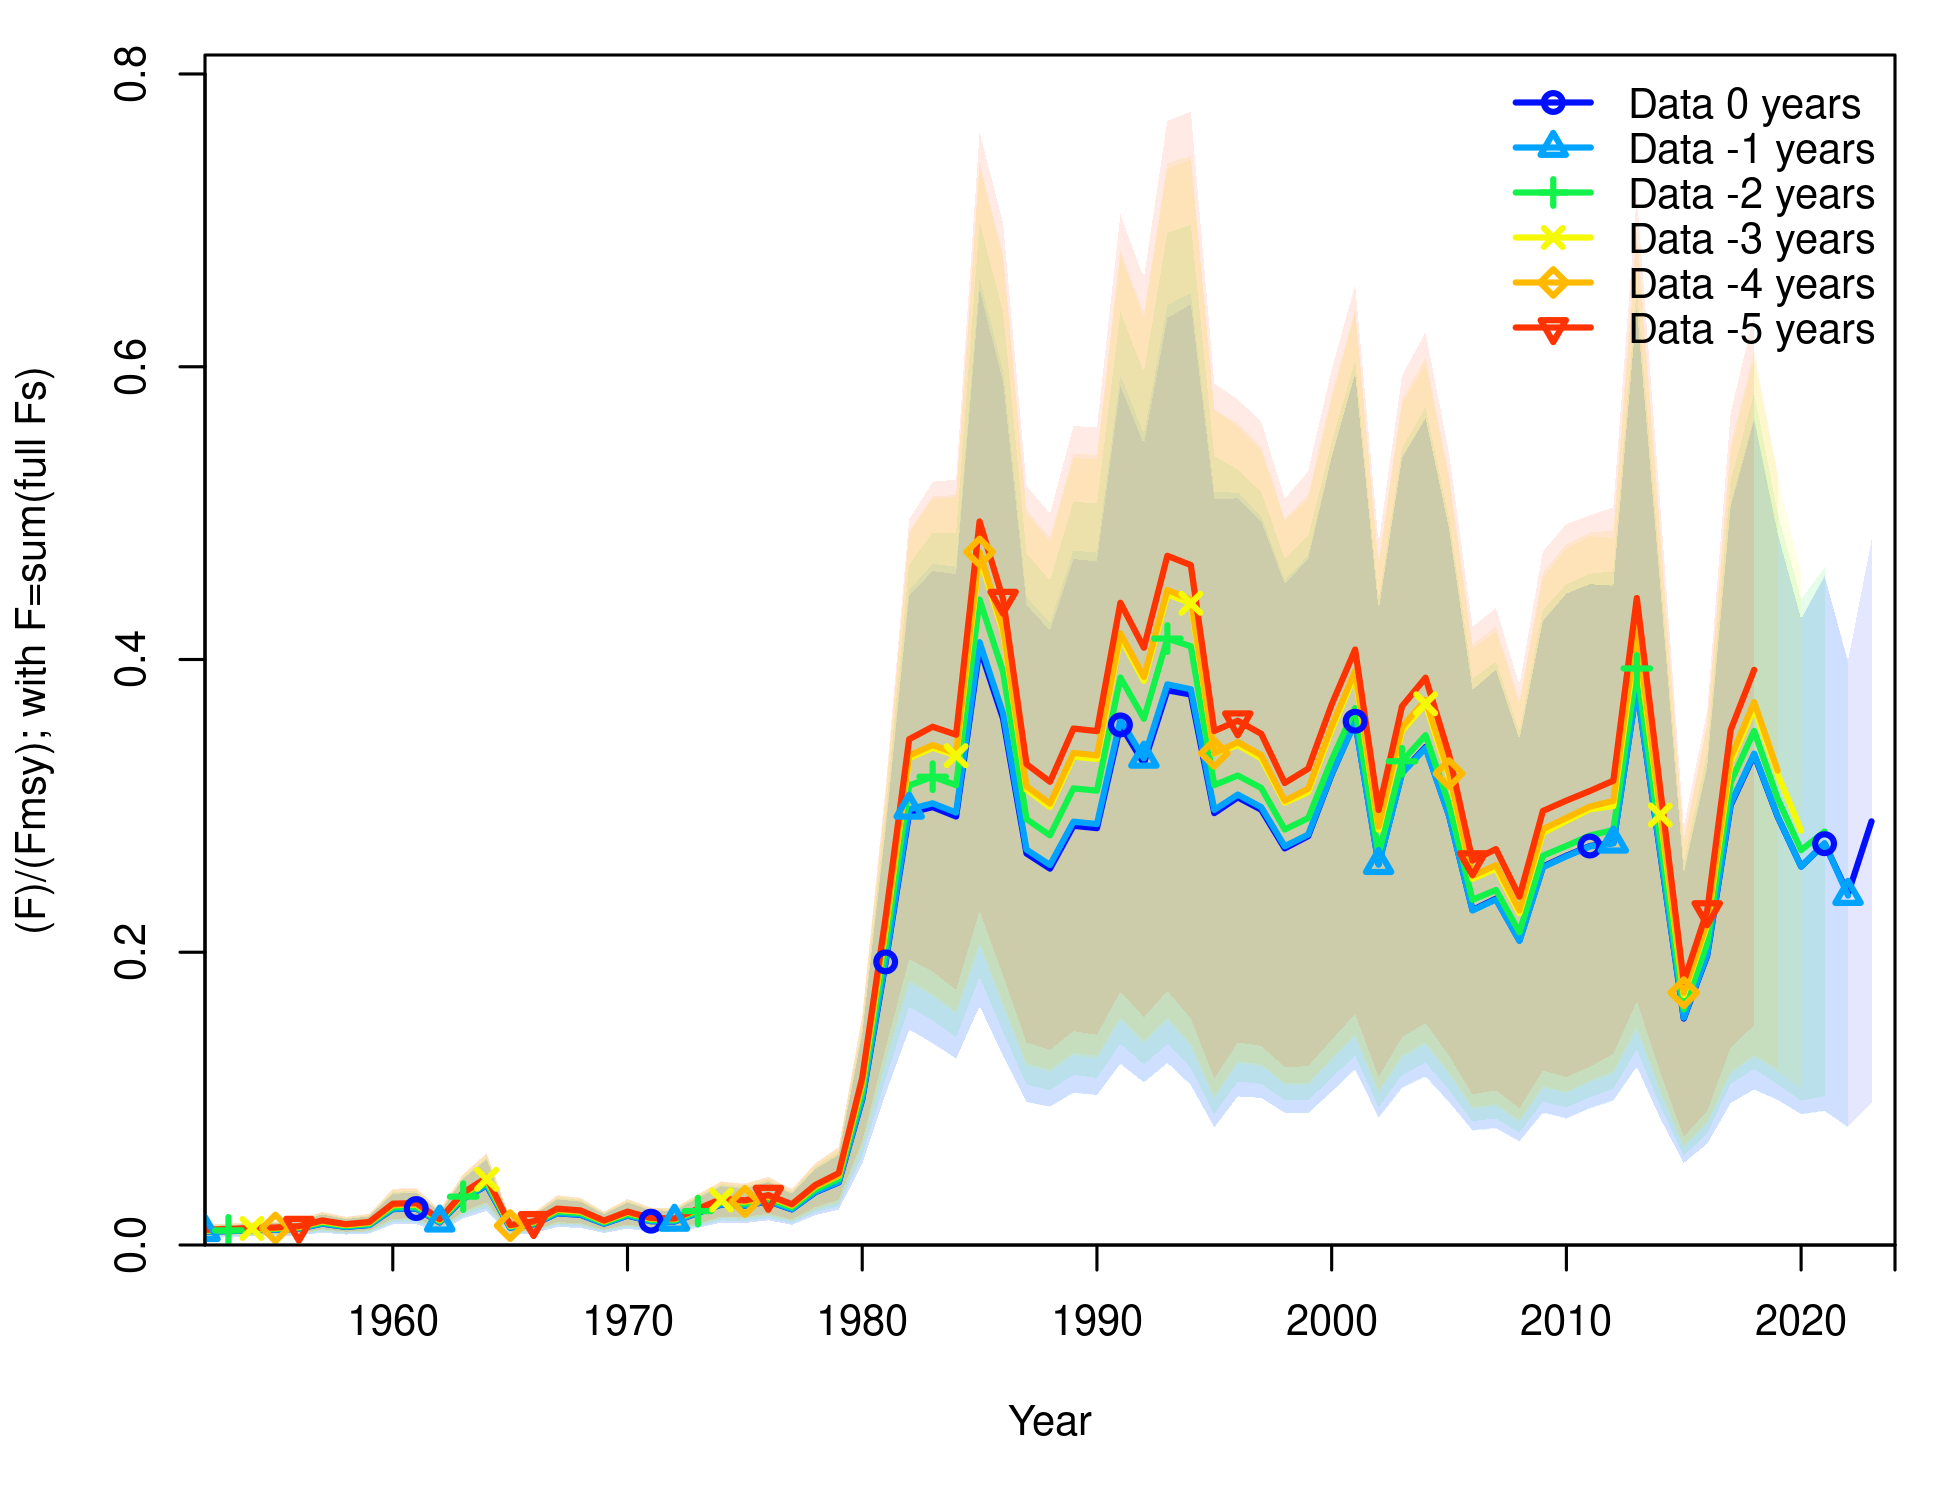 0.8
0.6
0.4
0.2
0.0
(F)/(Fmsy); with F=sum(full Fs)
Data 0 years
Data -1 years
Data -2 years
Data -3 years
Data -4 years
Data -5 years
1960 1970 1980 1990 2000 2010 2020
Year